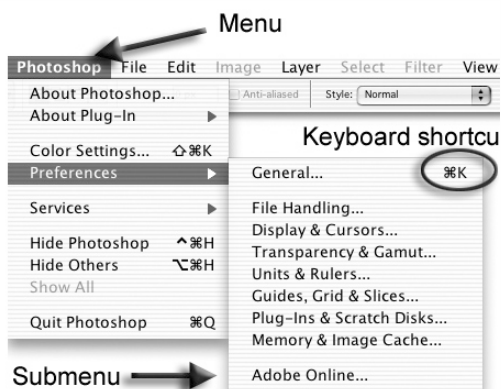 Menu
Photoshop File Edit Image Layer Select Filter View
About Photoshop...
Anti-aliased Style: Normal
About Plug-In
Keyboard shortcu
Color Settings... ⇧⌘K
Preferences
General... ⌘K
Services
File Handling...
Display & Cursors...
Hide Photoshop ^⌘H
Transparency & Gamut...
Hide Others ⌥⌘H
Units & Rulers...
Show All
Guides, Grid & Slices...
Plug-Ins & Scratch Disks...
Quit Photoshop ⌘Q
Memory & Image Cache...
Submenu
Adobe Online...